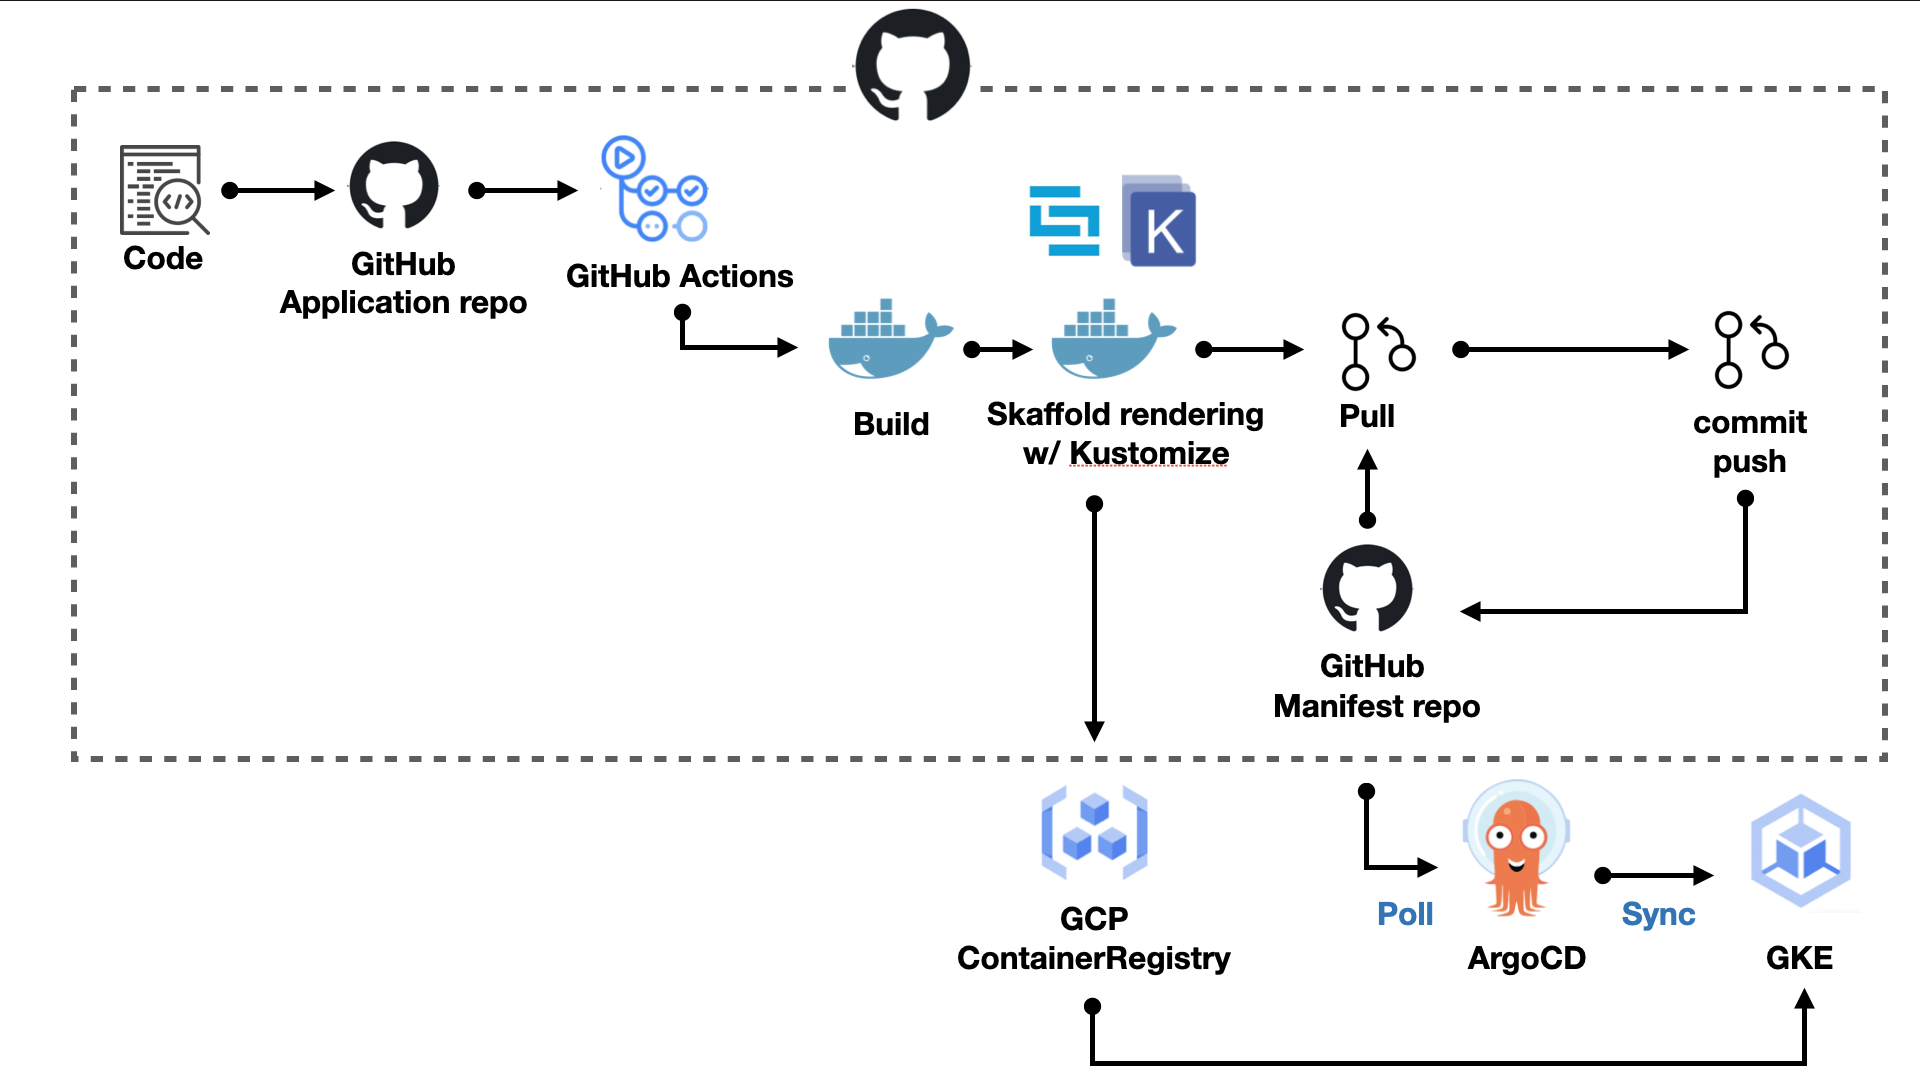 Code
GitHub
Application repo
GitHub Actions
K
Build
Skaffold rendering
w/ Kustomize
Pull
commit
push
GitHub
Manifest repo
GCP
ContainerRegistry
Poll
ArgoCD
Sync
GKE